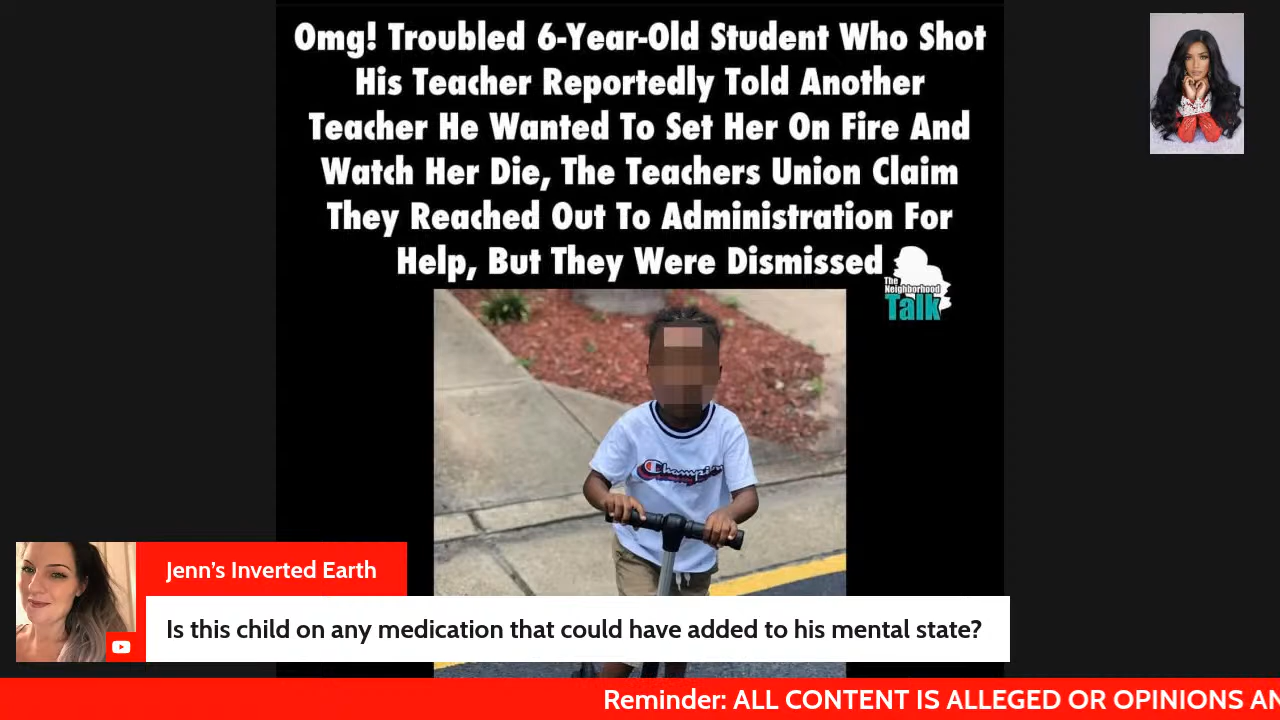 Omg! Troubled 6-Year-Old Student Who Shot
His Teacher Reportedly Told Another
Teacher He Wanted To Set Her On Fire And
Watch Her Die, The Teachers Union Claim
They Reached Out To Administration For
Help, But They Were Dismissed
The
Neighborhood
Talk
Champion
Jenn's Inverted Earth
Is this child on any medication that could have added to his mental state?
Reminder: ALL CONTENT IS ALLEGED OR OPINIONS AN